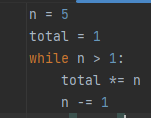 n = 5
total = 1
while n > 1:
    total *= n
    n -= 1